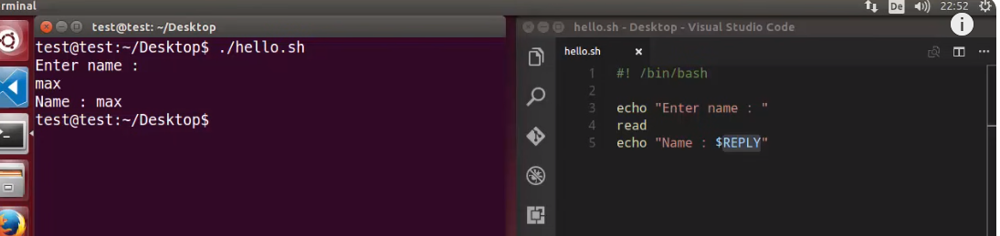 rminal
De
22:52
test@test: ~/Desktop
test@test:~/Desktop$ ./hello.sh
Enter name :
max
Name : max
test@test:~/Desktop$
hello.sh - Desktop - Visual Studio Code
hello.sh
1 #! /bin/bash
2
3 echo "Enter name : "
4 read
5 echo "Name : $REPLY"